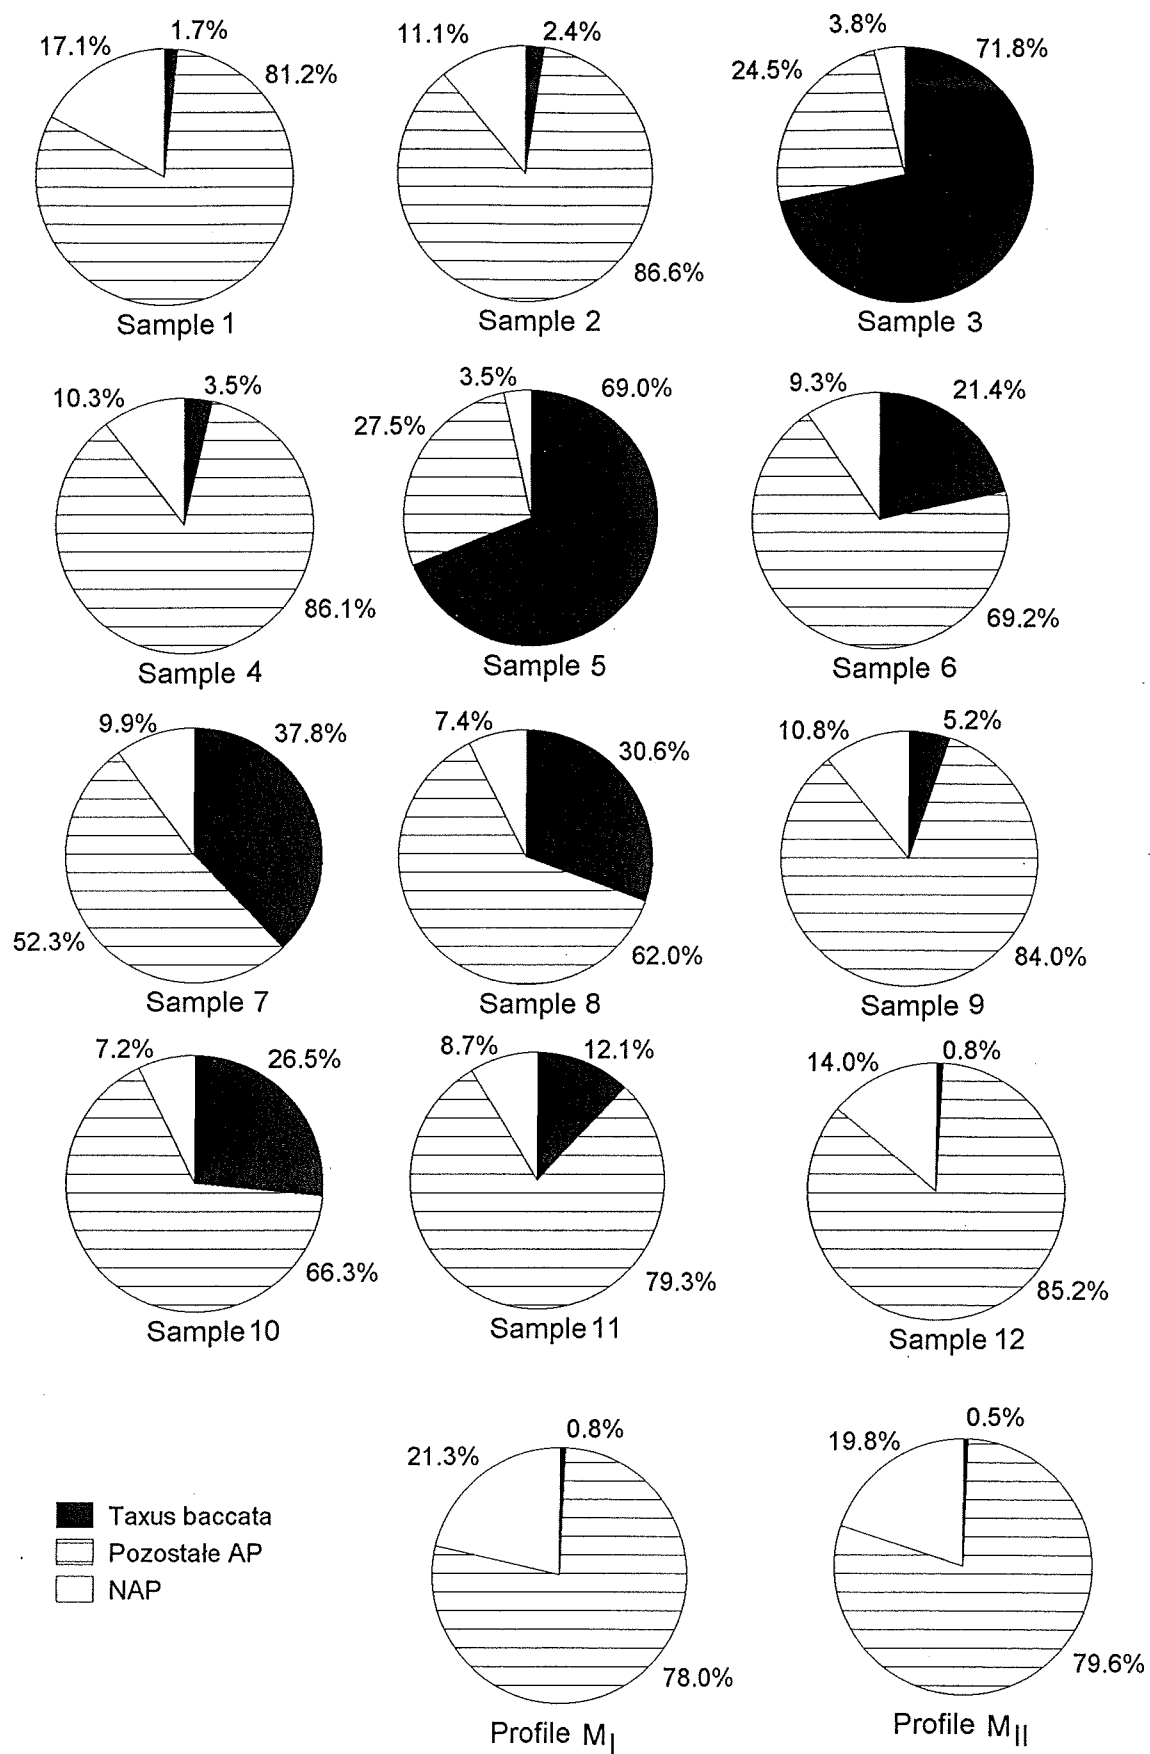 17.1% 1.7%
81.2%
Sample 1
11.1% 2.4%
86.6%
Sample 2
3.8% 71.8%
24.5%
Sample 3
10.3% 3.5%
86.1%
Sample 4
3.5% 69.0%
27.5%
Sample 5
9.3% 21.4%
69.2%
Sample 6
9.9% 37.8%
52.3%
Sample 7
7.4% 30.6%
62.0%
Sample 8
10.8% 5.2%
84.0%
Sample 9
7.2% 26.5%
66.3%
Sample 10
8.7% 12.1%
79.3%
Sample 11
14.0% 0.8%
85.2%
Sample 12
Taxus baccata
Pozostałe AP
NAP
21.3% 0.8%
78.0%
Profile MI
19.8% 0.5%
79.6%
Profile MII